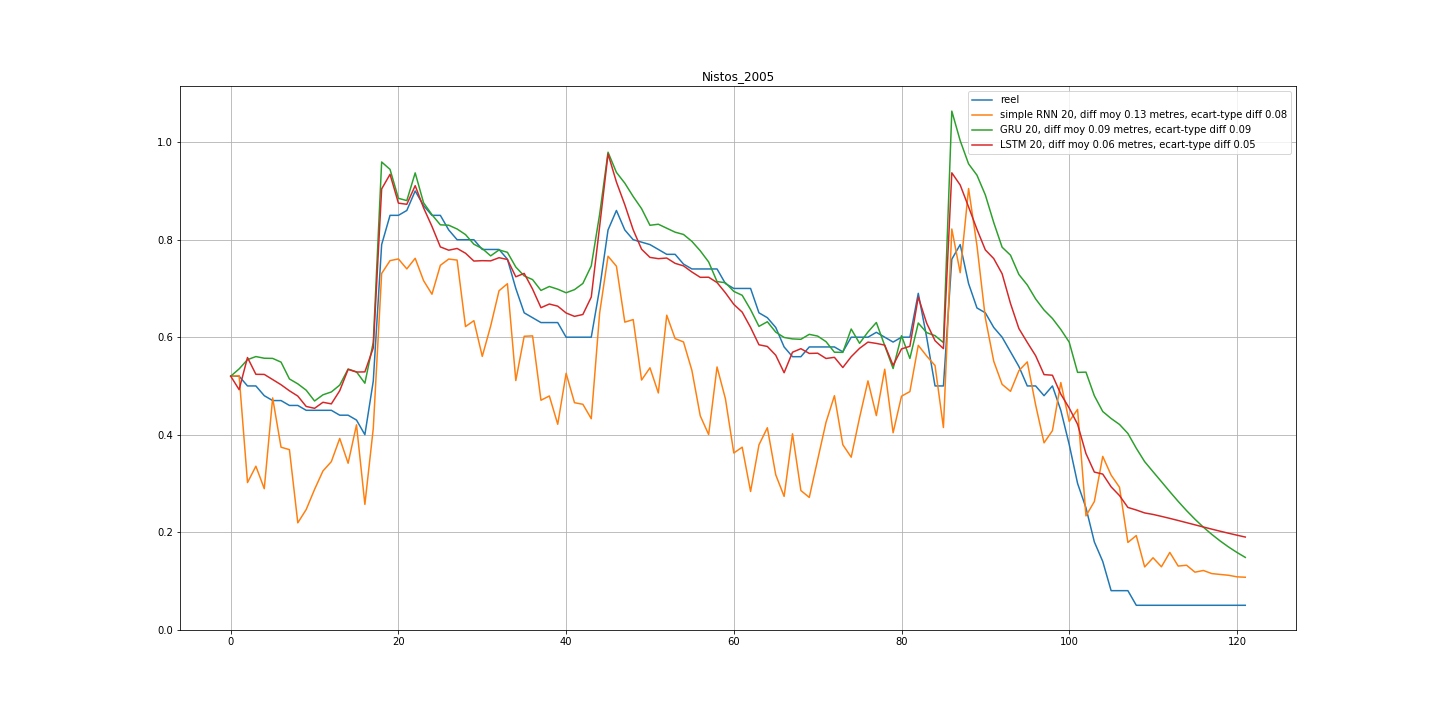 Nistos_2005
reel
simple RNN 20, diff moy 0.13 metres, ecart-type diff 0.08
GRU 20, diff moy 0.09 metres, ecart-type diff 0.09
LSTM 20, diff moy 0.06 metres, ecart-type diff 0.05
1.0
0.8
0.6
0.4
0.2
0.0
0 20 40 60 80 100 120